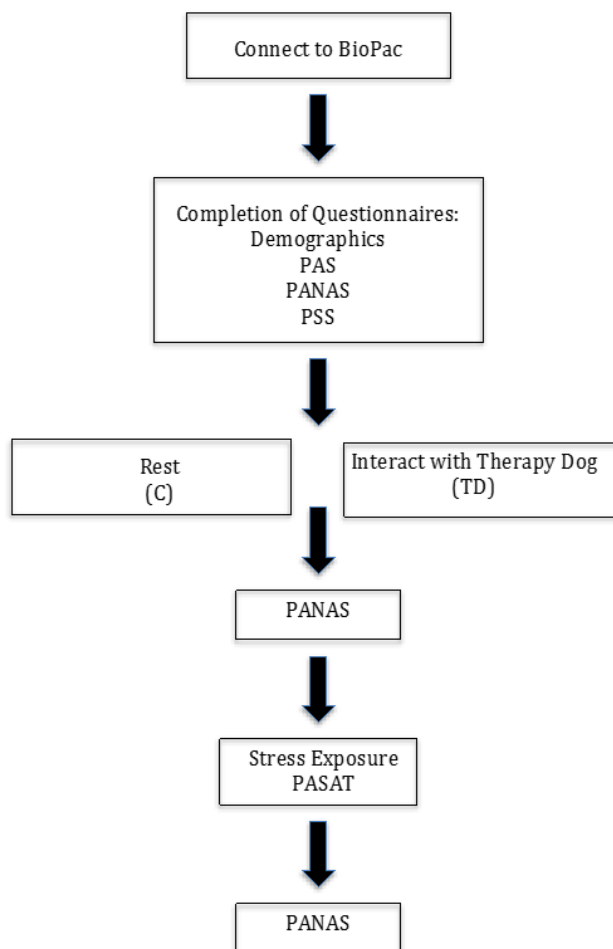 Connect to BioPac
Completion of Questionnaires:
Demographics
PAS
PANAS
PSS
Rest
(C)
Interact with Therapy Dog
(TD)
PANAS
Stress Exposure
PASAT
PANAS